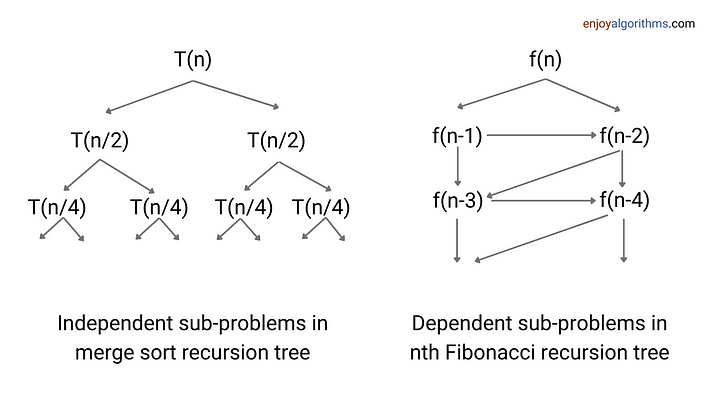 enjoyalgorithms.com
T(n)
T(n/2) T(n/2)
T(n/4) T(n/4) T(n/4) T(n/4)
Independent sub-problems in
merge sort recursion tree
f(n)
f(n-1) f(n-2)
f(n-3) f(n-4)
Dependent sub-problems in
nth Fibonacci recursion tree